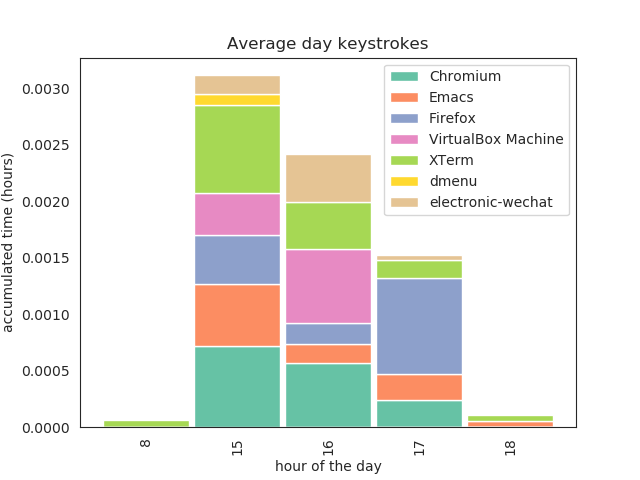 Average day keystrokes
accumulated time (hours)
0.0030
0.0025
0.0020
0.0015
0.0010
0.0005
0.0000
Chromium
Emacs
Firefox
VirtualBox Machine
XTerm
dmenu
electronic-wechat
8
15
16
17
18
hour of the day